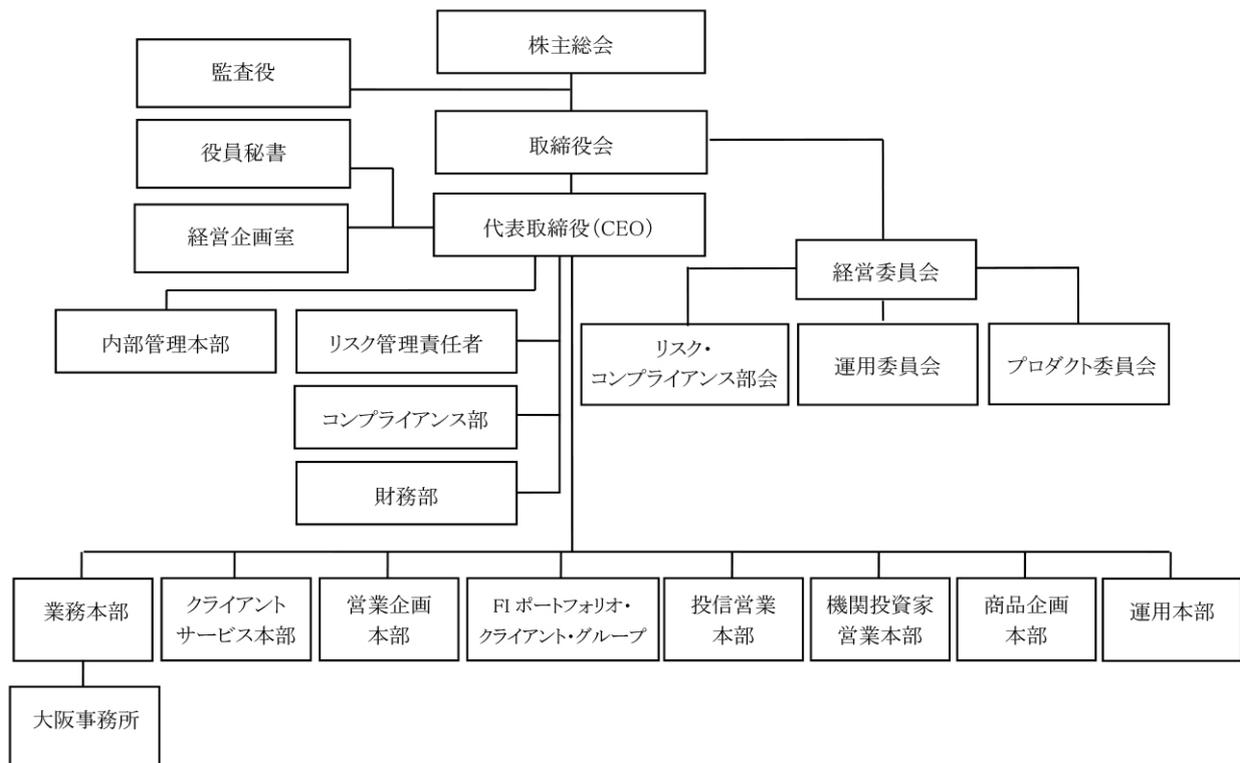 株主総会
監査役
取締役会
役員秘書
代表取締役（CEO）
経営企画室
経営委員会
内部管理本部
リスク管理責任者
リスク・
コンプライアンス部会
運用委員会
プロダクト委員会
コンプライアンス部
財務部
業務本部
クライアント
サービス本部
営業企画
本部
FIポートフォリオ・
クライアント・グループ
投信営業
本部
機関投資家
営業本部
商品企画
本部
運用本部
大阪事務所